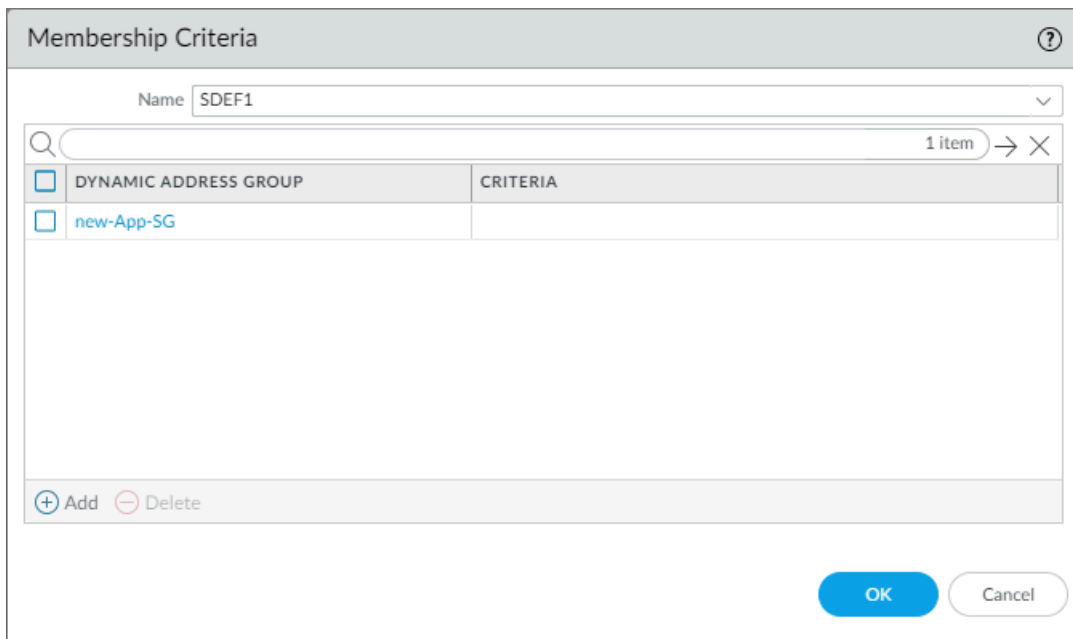 Membership Criteria ?
Name SDEF1
1 item
DYNAMIC ADDRESS GROUP CRITERIA
new-App-SG
Add Delete
OK Cancel